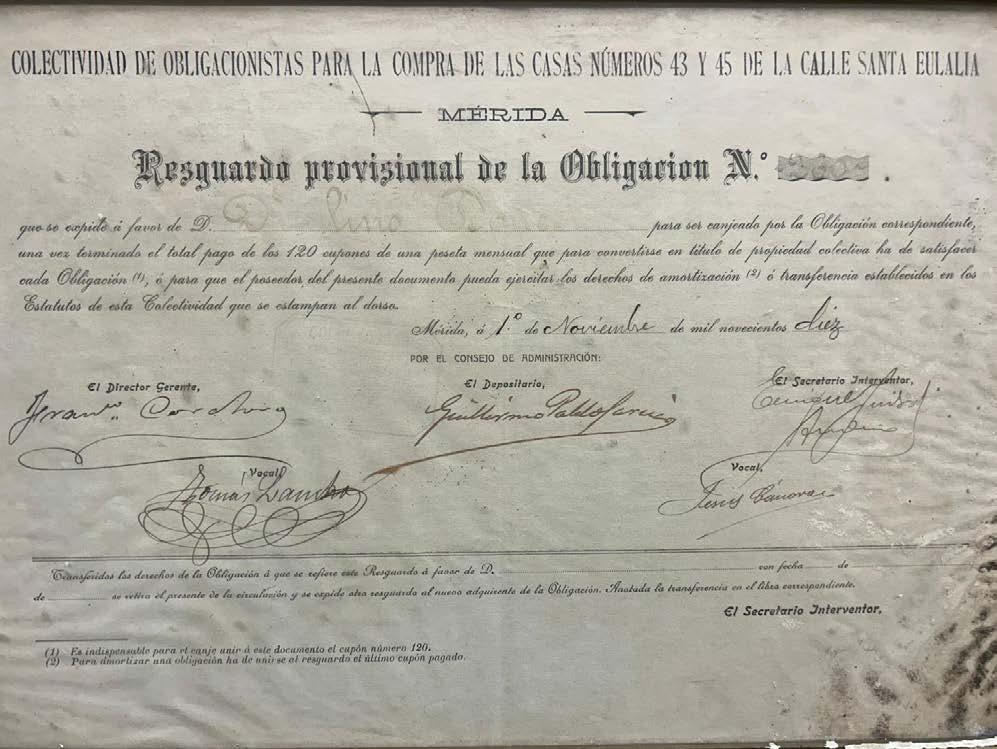 COLECTIVIDAD DE OBLIGACIONISTAS PARA LA COMPRA DE LAS CASAS NÚMEROS 43 Y 45 DE LA CALLE SANTA EULALIA
MÉRIDA
Resguardo provisional de la Obligacion N.º
que se expide á favor de D. para ser canjeado por la Obligación correspondiente,
una vez terminado el total pago de los 120 cupones de una peseta mensual que para convertirse en título de propiedad colectiva ha de satisfacer
cada Obligación (1), ó para que el poseedor del presente documento pueda ejercitar los derechos de amortización (2) ó transferencia establecidos en los
Estatutos de esta Colectividad que se estampan al dorso.
Mérida, á 1.º de Noviembre de mil novecientos diéz
POR EL CONSEJO DE ADMINISTRACIÓN:
El Director Gerente, El Depositario, El Secretario Interventor,
Guillermo
Vocal, Vocal,
Tomás Jesús Cánovas
Transferidos los derechos de la Obligación á que se refiere este Resguardo á favor de D. con fecha de
de se retira el presente de la circulación y se expide otro resguardo al nuevo adquirente de la Obligación. Anotada la transferencia en el libro correspondiente.
El Secretario Interventor,
(1) Es indispensable para el canje unir á este documento el cupón número 120.
(2) Para amortizar una obligación ha de unirse al resguardo el último cupón pagado.